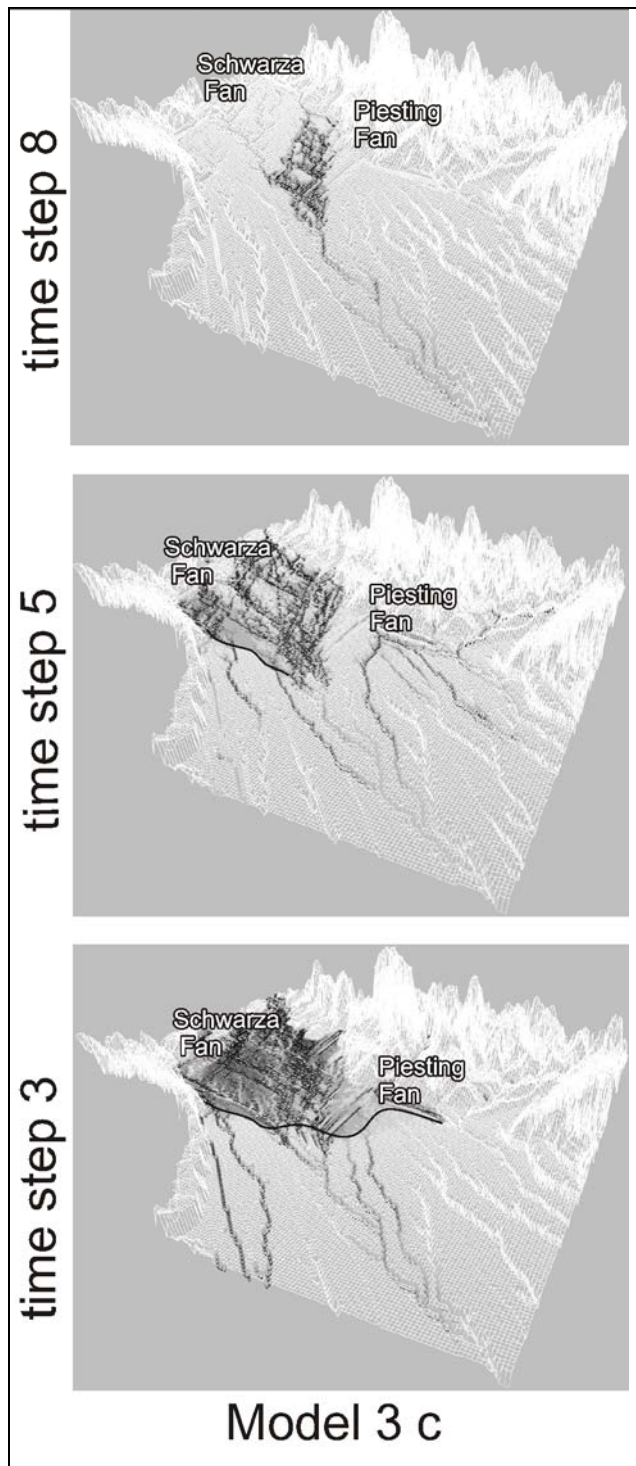 time step 8
Schwarza
Fan
Piesting
Fan
time step 5
Schwarza
Fan
Piesting
Fan
time step 3
Schwarza
Fan
Piesting
Fan
Model 3 c